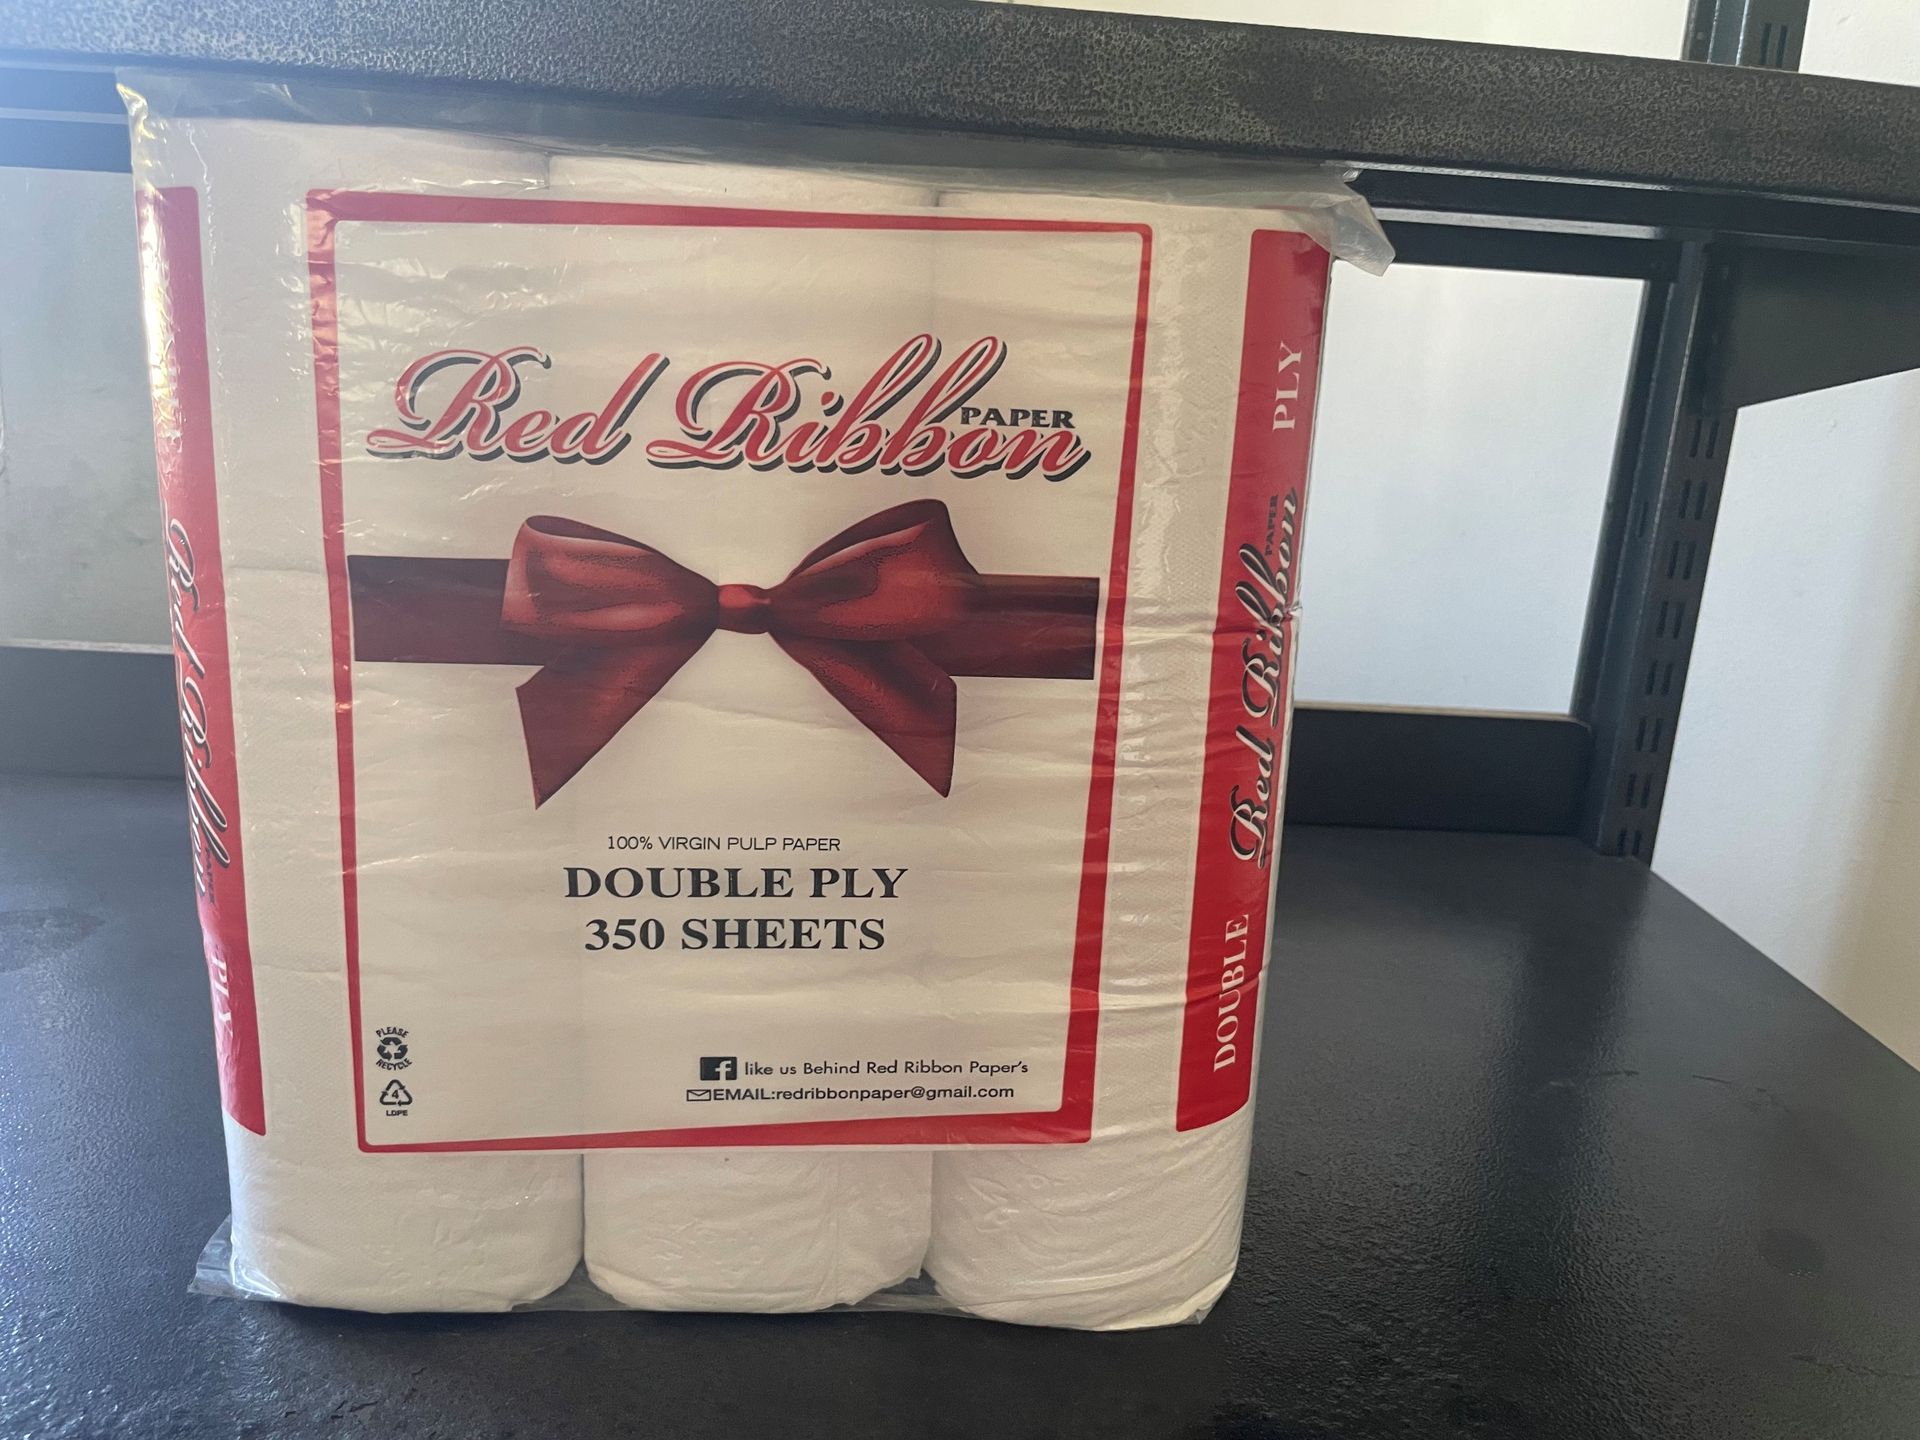 Red Ribbon
PAPER
100% VIRGIN PULP PAPER
DOUBLE PLY
350 SHEETS
PLEASE
RECYCLE
4
LDPE
f like us Behind Red Ribbon Paper's
EMAIL:redribbonpaper@gmail.com
DOUBLE Red Ribbon PAPER PLY
Red Ribbon
PAPER
PLY